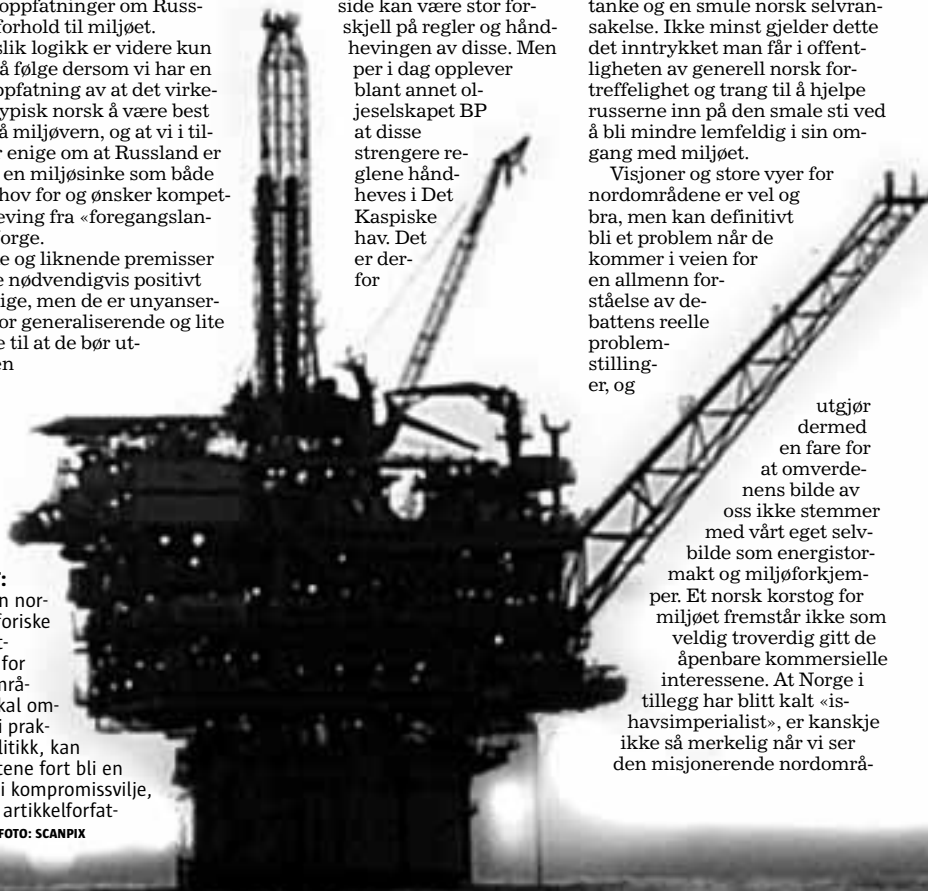 oppfatninger om Russ-
forhold til miljøet.
slik logikk er videre kun
å følge dersom vi har en
oppfatning av at det virke-
typisk norsk å være best
å miljøvern, og at vi i til-
r enige om at Russland er
en miljøsinke som både
hov for og ønsker kompet-
eving fra «foregangslan-
orge.
e og liknende premisser
e nødvendigvis positivt
ige, men de er unyanser-
or generaliserende og lite
e til at de bør ut-
en
side kan være stor for-
skjell på regler og hånd-
hevingen av disse. Men
per i dag opplever
blant annet ol-
jeselskapet BP
at disse
strengere re-
glene hånd-
heves i Det
Kaspiske
hav. Det
er der-
for
tanke og en smule norsk selvran-
sakelse. Ikke minst gjelder dette
det inntrykket man får i offent-
ligheten av generell norsk for-
treffelighet og trang til å hjelpe
russerne inn på den smale sti ved
å bli mindre lemfeldig i sin om-
gang med miljøet.
Visjoner og store vyer for
nordområdene er vel og
bra, men kan definitivt
bli et problem når de
kommer i veien for
en allmenn for-
ståelse av de-
battens reelle
problem-
stilling-
er, og
utgjør
dermed
en fare for
at omverde-
nens bilde av
oss ikke stemmer
med vårt eget selv-
bilde som energistor-
makt og miljøforkjem-
per. Et norsk korstog for
miljøet fremstår ikke som
veldig troverdig gitt de
åpenbare kommersielle
interessene. At Norge i
tillegg har blitt kalt «is-
havsimperialist», er kanskje
ikke så merkelig når vi ser
den misjonerende nordområ-
n nor-
foriske
t-
for
mrå-
kal om-
i prak-
litikk, kan
tene fort bli en
i kompromissvilje,
artikkelforfat-
FOTO: SCANPIX